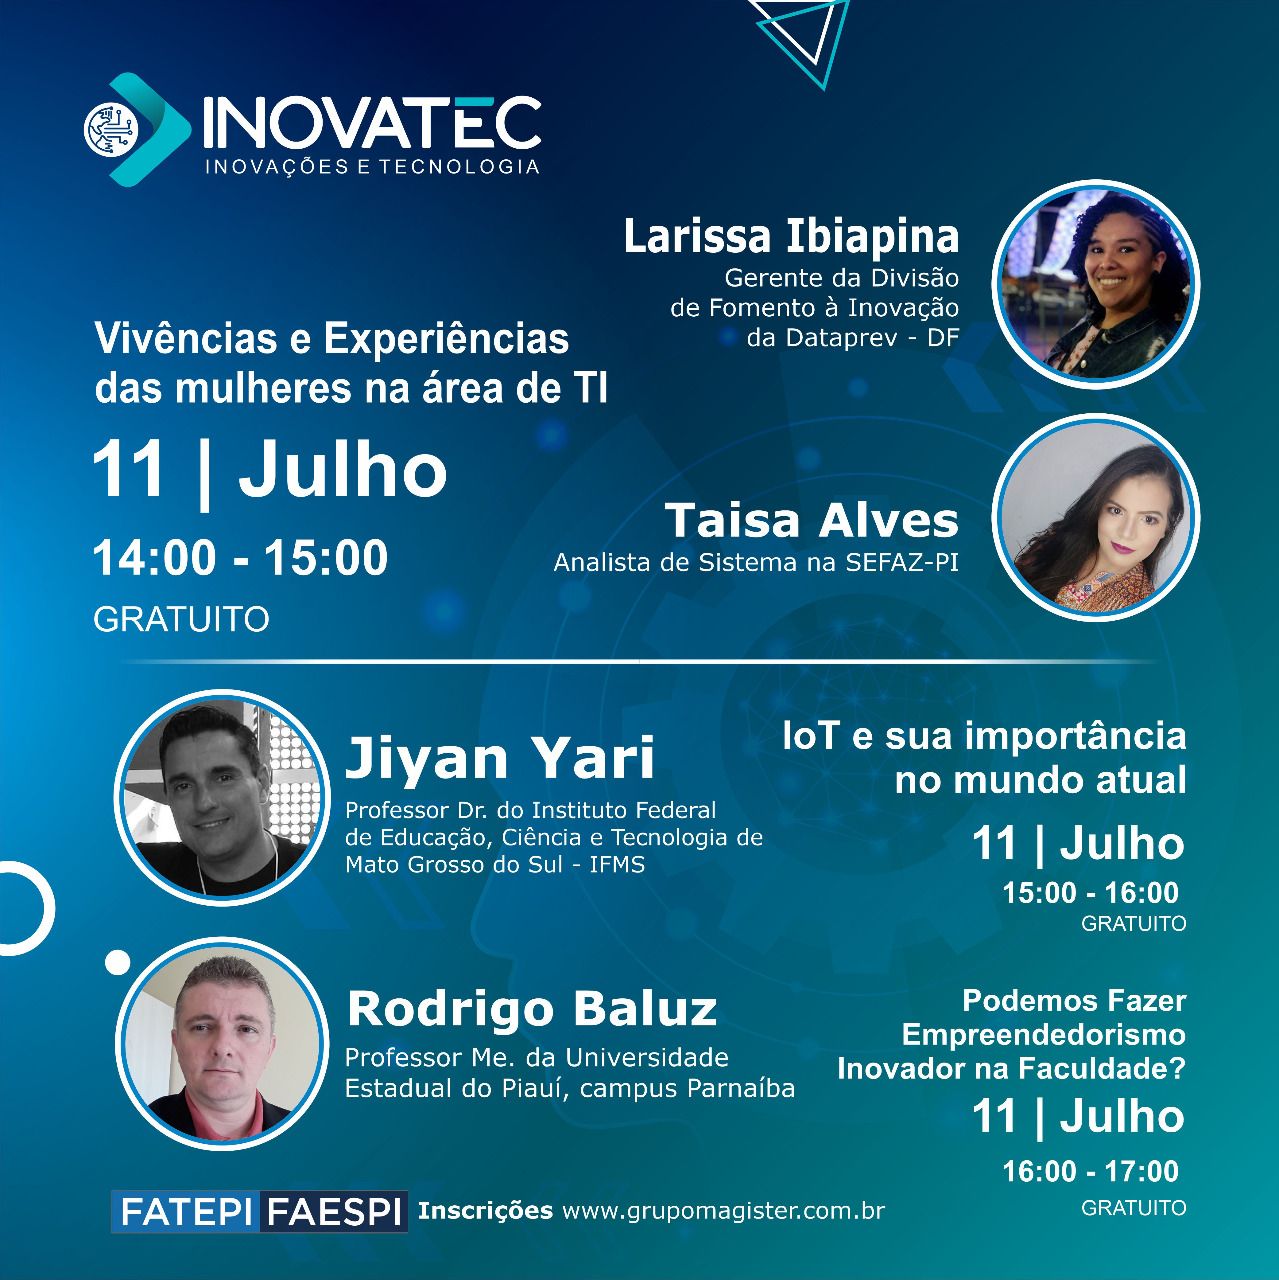 INOVATEC
INOVAÇÕES E TECNOLOGIA
Larissa Ibiapina
Gerente da Divisão
de Fomento à Inovação
da Dataprev - DF
Vivências e Experiências
das mulheres na área de TI
11 | Julho
14:00 - 15:00
GRATUITO
Taisa Alves
Analista de Sistema na SEFAZ-PI
Jiyan Yari
Professor Dr. do Instituto Federal
de Educação, Ciência e Tecnologia de
Mato Grosso do Sul - IFMS
IoT e sua importância
no mundo atual
11 | Julho
15:00 - 16:00
GRATUITO
Rodrigo Baluz
Professor Me. da Universidade
Estadual do Piauí, campus Parnaíba
Podemos Fazer
Empreendedorismo
Inovador na Faculdade?
11 | Julho
16:00 - 17:00
GRATUITO
FATEPI FAESPI Inscrições www.grupomagister.com.br